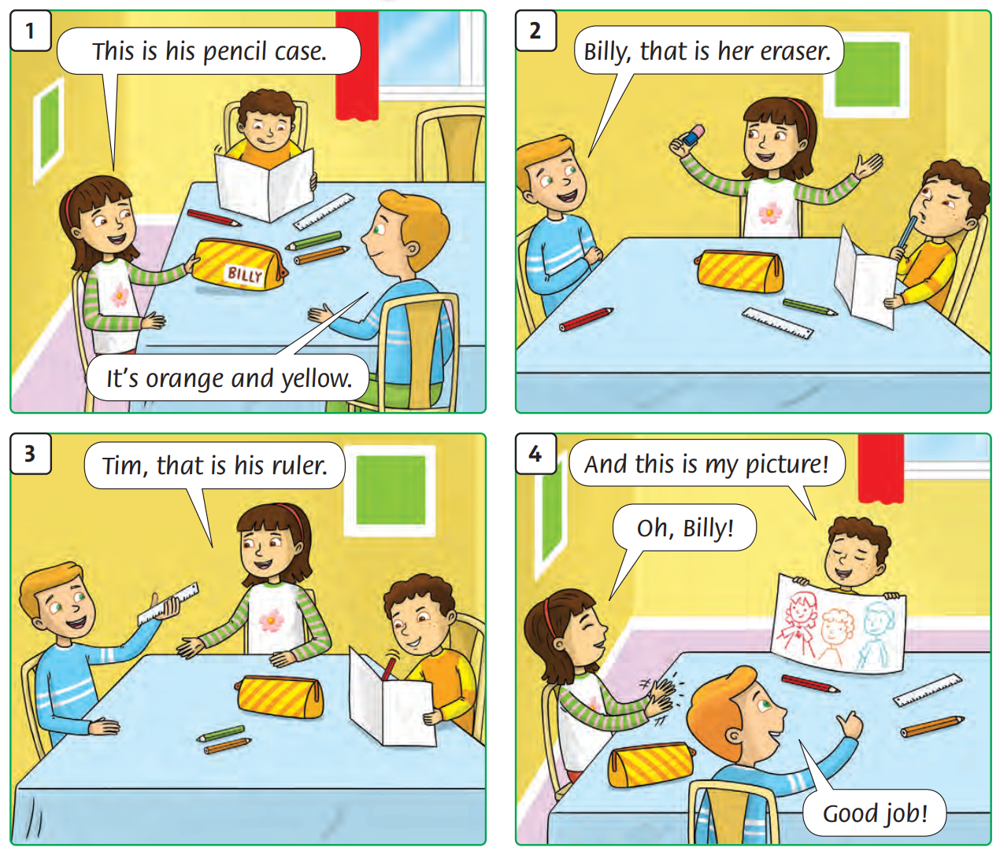 1
This is his pencil case.
BILLY
It's orange and yellow.
2
Billy, that is her eraser.
3
Tim, that is his ruler.
4
And this is my picture!
Oh, Billy!
Good job!